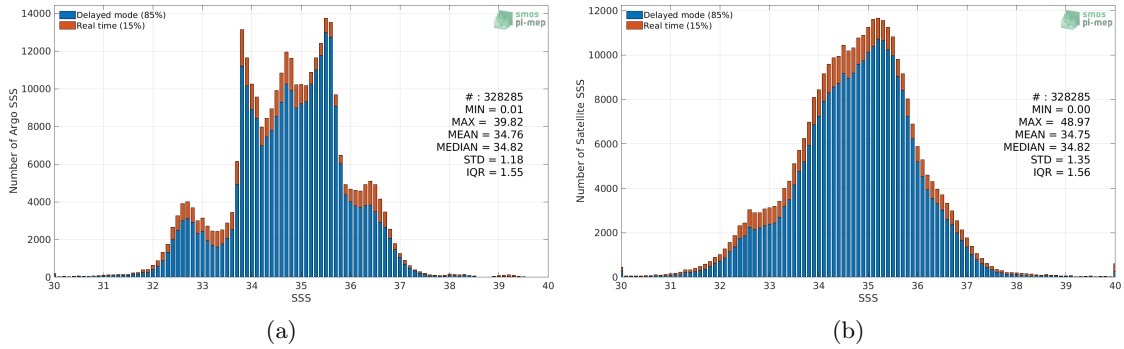 Delayed mode (85%)
Real time (15%)
smos
pi-mep
14000
12000
10000
8000
6000
4000
2000
0
Number of Argo SSS
# : 328285
MIN = 0.01
MAX = 39.82
MEAN = 34.76
MEDIAN = 34.82
STD = 1.18
IQR = 1.55
30 31 32 33 34 35 36 37 38 39 40
SSS
(a)
Delayed mode (85%)
Real time (15%)
smos
pi-mep
12000
10000
8000
6000
4000
2000
0
Number of Satellite SSS
# : 328285
MIN = 0.00
MAX = 48.97
MEAN = 34.75
MEDIAN = 34.82
STD = 1.35
IQR = 1.56
30 31 32 33 34 35 36 37 38 39 40
SSS
(b)